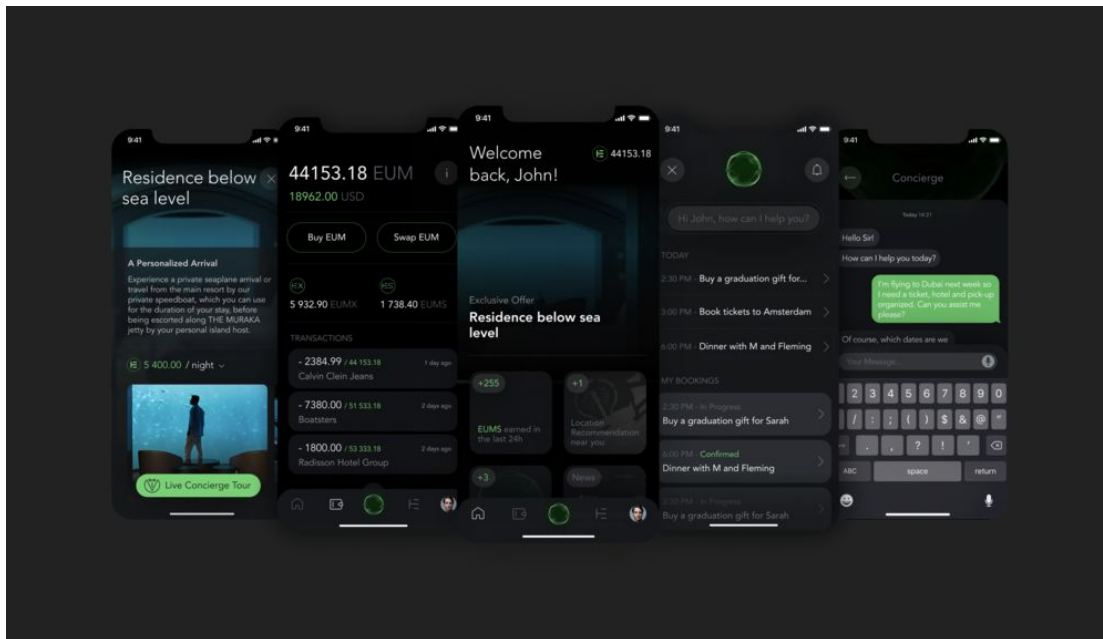 9:41
Residence below
sea level
A Personalized Arrival
Experience a private seaplane arrival or
travel from the main resort by our
private speedboat, which you can use
for the duration of your stay, before
being escorted along THE MURAKA
jetty by your personal island host.
5 400.00 / night
Live Concierge Tour
9:41
44153.18 EUM
i
18962.00 USD
Buy EUM
Swap EUM
5 932.90 EUMX
1 738.40 EUMS
TRANSACTIONS
- 2384.99 / 44 153.18
1 day ago
Calvin Clein Jeans
- 7380.00 / 51 533.18
2 days ago
Boatsters
- 1800.00 / 53 333.18
2 days ago
Radisson Hotel Group
9:41
Welcome
back, John!
44153.18
Exclusive Offer
Residence below sea
level
+255
EUMS earned in
the last 24h
+1
Location
Recommendation
near you
+3
News
9:41
Hi John, how can I help you?
TODAY
2:30 PM - Buy a graduation gift for...
3:00 PM - Book tickets to Amsterdam
6:00 PM - Dinner with M and Fleming
MY BOOKINGS
2:30 PM - In Progress
Buy a graduation gift for Sarah
6:00 PM - Confirmed
Dinner with M and Fleming
2:30 PM - In Progress
Buy a graduation gift for Sarah
9:41
Concierge
Today 14:21
Hello Sir!
How can I help you today?
I'm flying to Dubai next week so
I need a ticket, hotel and pick-up
organized. Can you assist me
please?
Of course, which dates are we
Your Message...
2 3 4 5 6 7 8 9 0
/ : ; ( ) $ & @ "
. , ? ! '
ABC
space
return